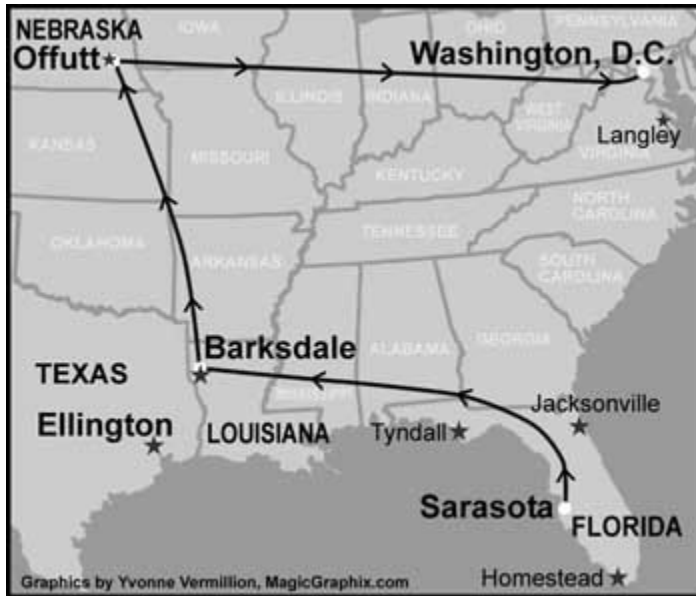 IOWA
OHIO
PENNSYLVANIA
NEBRASKA
Offutt
Washington, D.C.
ILLINOIS
INDIANA
WEST
VIRGINIA
Langley
KANSAS
MISSOURI
VIRGINIA
KENTUCKY
NORTH
CAROLINA
TENNESSEE
OKLAHOMA
ARKANSAS
SOUTH
CAROLINA
Barksdale
ALABAMA
GEORGIA
TEXAS
MISSISSIPPI
Ellington
LOUISIANA
Tyndall
Jacksonville
Sarasota
FLORIDA
Homestead
Graphics by Yvonne Vermillion, MagicGraphix.com